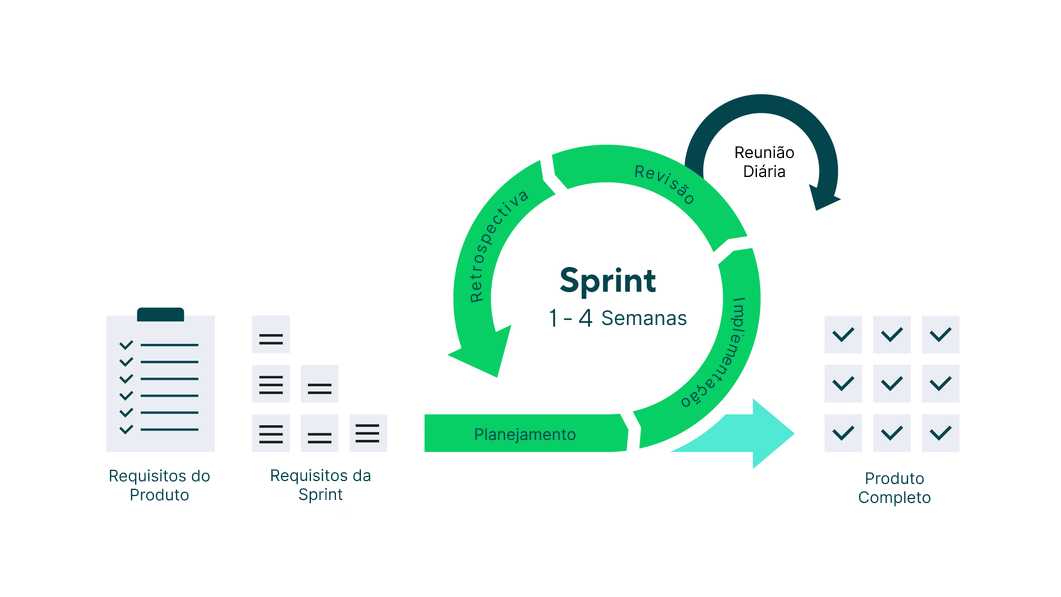 Reunião
Diária
Revisão
Retrospectiva
Sprint
1 - 4 Semanas
Implementação
Planejamento
Requisitos do
Produto
Requisitos da
Sprint
Produto
Completo